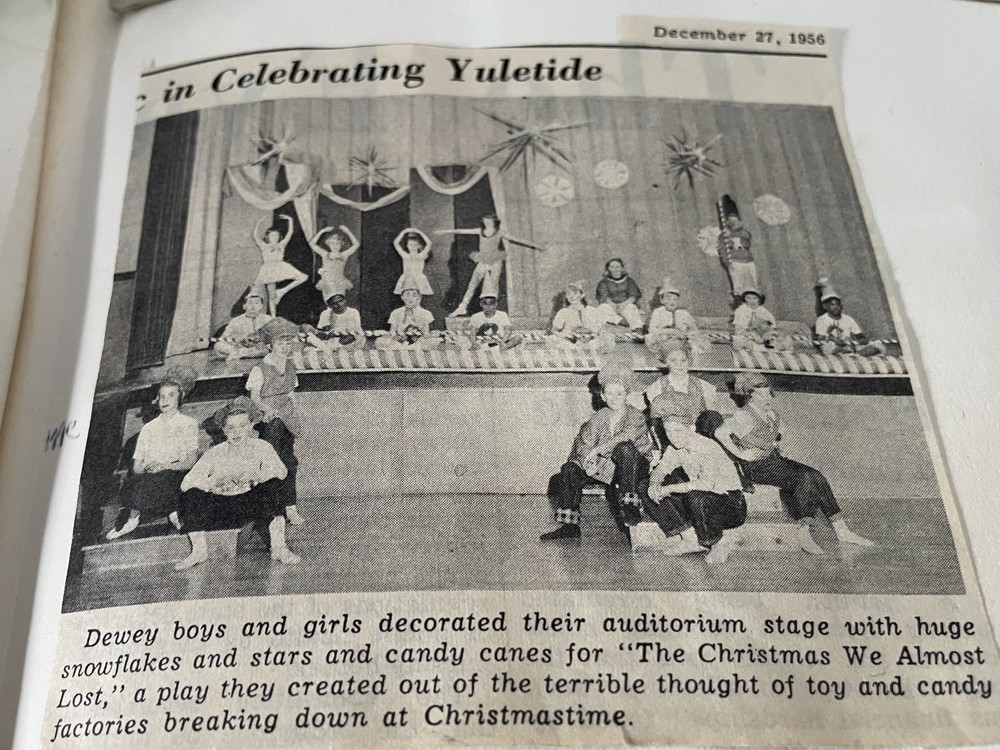 December 27, 1956
c in Celebrating Yuletide
me
Dewey boys and girls decorated their auditorium stage with huge
snowflakes and stars and candy canes for “The Christmas We Almost
Lost,” a play they created out of the terrible thought of toy and candy
factories breaking down at Christmastime.